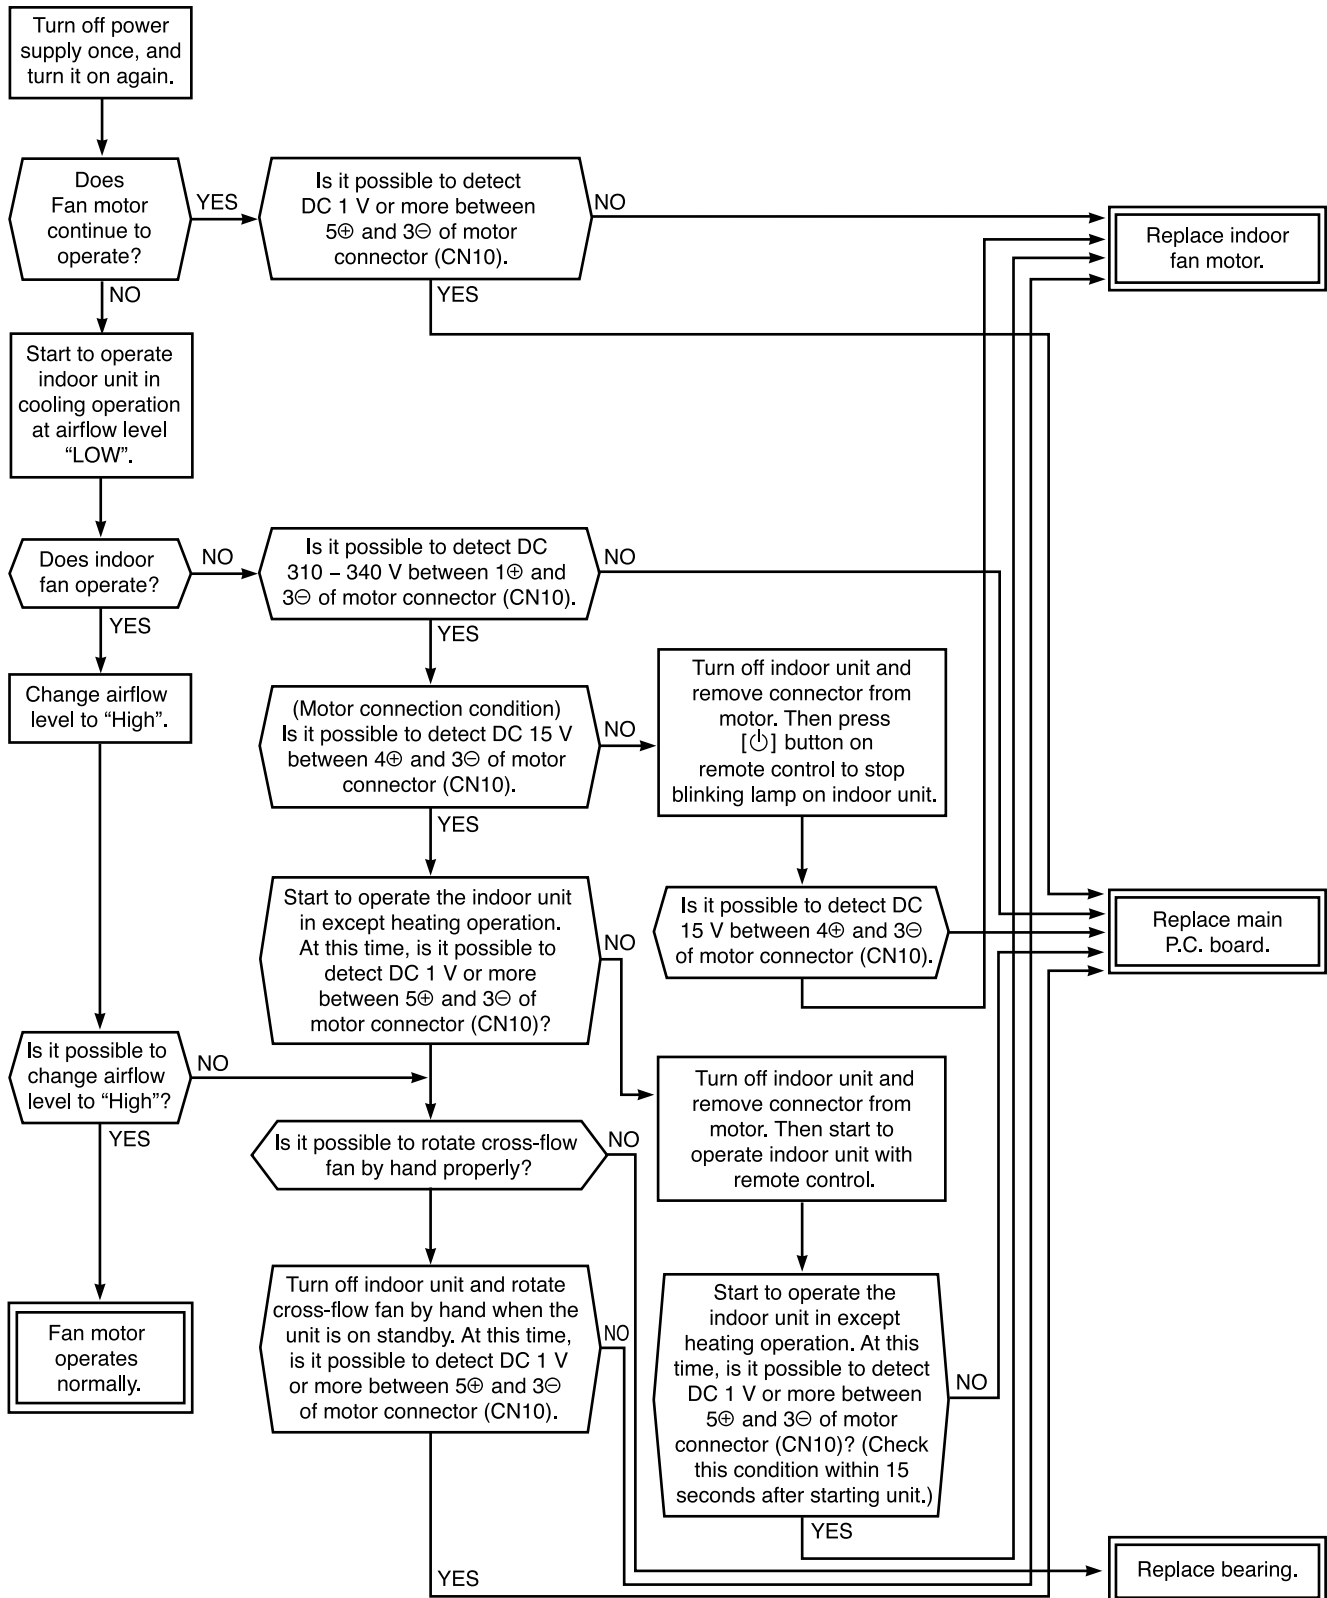 Turn off power
supply once, and
turn it on again.
Does
Fan motor
continue to
operate?
YES
NO
Is it possible to detect
DC 1 V or more between
5⊕ and 3⊖ of motor
connector (CN10).
NO
YES
Replace indoor
fan motor.
Start to operate
indoor unit in
cooling operation
at airflow level
“LOW”.
Does indoor
fan operate?
NO
YES
Is it possible to detect DC
310 – 340 V between 1⊕ and
3⊖ of motor connector (CN10).
NO
YES
Change airflow
level to “High”.
(Motor connection condition)
Is it possible to detect DC 15 V
between 4⊕ and 3⊖ of motor
connector (CN10).
NO
YES
Turn off indoor unit and
remove connector from
motor. Then press
[⏻] button on
remote control to stop
blinking lamp on indoor unit.
Start to operate the indoor unit
in except heating operation.
At this time, is it possible to
detect DC 1 V or more
between 5⊕ and 3⊖ of
motor connector (CN10)?
NO
Is it possible to detect DC
15 V between 4⊕ and 3⊖
of motor connector (CN10).
Replace main
P.C. board.
Is it possible to
change airflow
level to “High”?
NO
YES
Is it possible to rotate cross-flow
fan by hand properly?
NO
Turn off indoor unit and
remove connector from
motor. Then start to
operate indoor unit with
remote control.
Fan motor
operates
normally.
Turn off indoor unit and rotate
cross-flow fan by hand when the
unit is on standby. At this time,
is it possible to detect DC 1 V
or more between 5⊕ and 3⊖
of motor connector (CN10).
NO
YES
Start to operate the
indoor unit in except
heating operation. At this
time, is it possible to detect
DC 1 V or more between
5⊕ and 3⊖ of motor
connector (CN10)? (Check
this condition within 15
seconds after starting unit.)
NO
YES
Replace bearing.